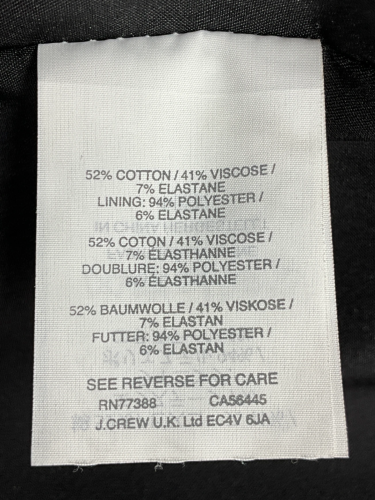 52% COTTON / 41% VISCOSE /
7% ELASTANE
LINING: 94% POLYESTER /
6% ELASTANE
52% COTON / 41% VISCOSE /
7% ELASTHANNE
DOUBLURE: 94% POLYESTER /
6% ELASTHANNE
52% BAUMWOLLE / 41% VISKOSE /
7% ELASTAN
FUTTER: 94% POLYESTER /
6% ELASTAN
SEE REVERSE FOR CARE
RN77388 CA56445
J.CREW U.K. Ltd EC4V 6JA